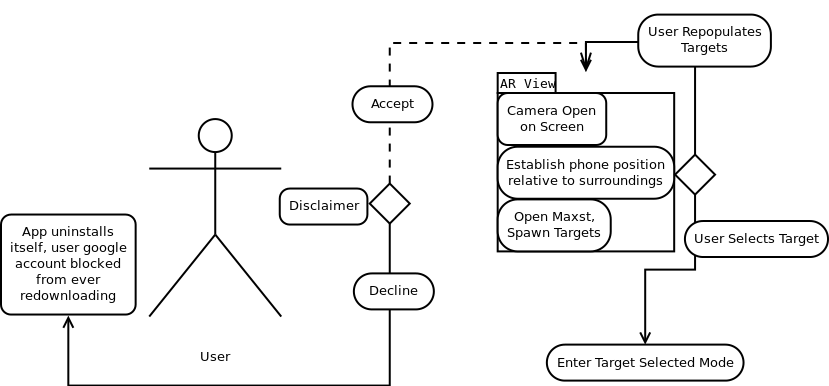 User Repopulates
Targets
AR View
Accept
Camera Open
on Screen
Establish phone position
relative to surroundings
Disclaimer
Open Maxst,
Spawn Targets
App uninstalls
itself, user google
account blocked
from ever
redownloading
User Selects Target
Decline
User
Enter Target Selected Mode